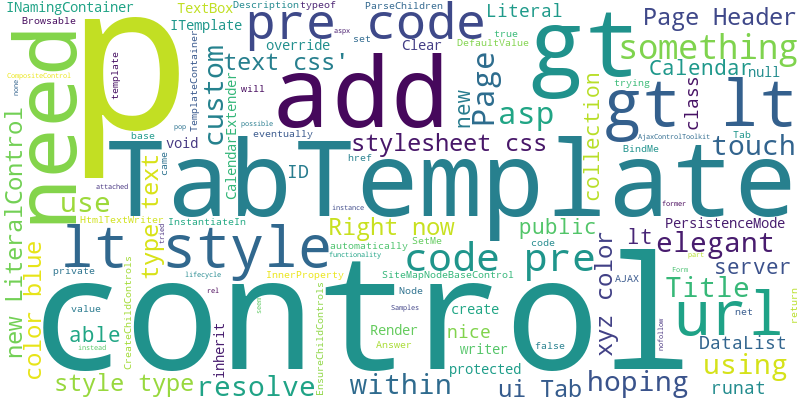 INamingContainer
Browsable
TextBox
ITemplate
Description
typeof
override
pre code
ParseChildren
set
aspx
Clear
Literal
DefaultValue
true
gt
Page Header
something
Calendar
null
need
CompositeControl
none
template
p
TemplateContainer
custom
text css'
CalendarExtender
will
add
new
Page
asp
collection
trying
gt lt
class
base
possible
void
pop
eventually
stylesheet css
AjaxControlToolkit
Tab
BindMe
touch
TabTemplate
type text
came
attached
ID
href
instance
former
use
HtmlTextWriter
InstantiateIn
Right now
public
PersistenceMode
new LiteralControl
color blue
lt style
tried
automatically
functionality
SetMe
code pre
code
lt
elegant
private
CreateChildControls
lifecycle
InnerProperty
SiteMapNodeBaseControl
xyz color
AJAX
part
server
Form
Title
control
value
rel
seem
EnsureChildControls
Node
create
Samples
url
net
return
able
instead
inherit
Render
Answer
nice
writer
false
nofollow
DataList
style type
resolve
within
protected
ui Tab
hoping
using
runat